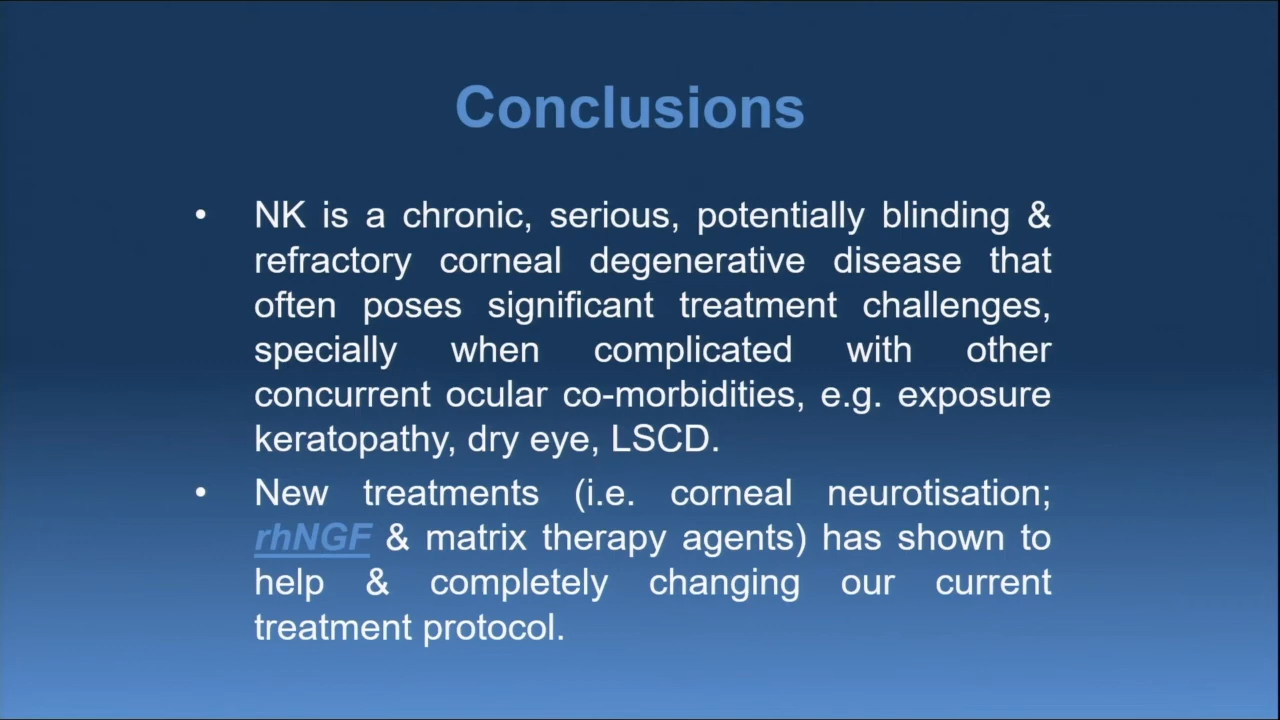 Conclusions
• NK is a chronic, serious, potentially blinding &
refractory corneal degenerative disease that
often poses significant treatment challenges,
specially when complicated with other
concurrent ocular co-morbidities, e.g. exposure
keratopathy, dry eye, LSCD.
• New treatments (i.e. corneal neurotisation;
rhNGF & matrix therapy agents) has shown to
help & completely changing our current
treatment protocol.